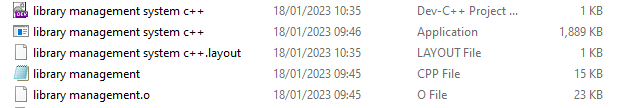 library management system c++ 18/01/2023 10:35 Dev-C++ Project ... 1 KB
library management system c++ 18/01/2023 09:46 Application 1,889 KB
library management system c++.layout 18/01/2023 10:35 LAYOUT File 1 KB
library management 18/01/2023 09:45 CPP File 15 KB
library management.o 18/01/2023 09:45 O File 23 KB